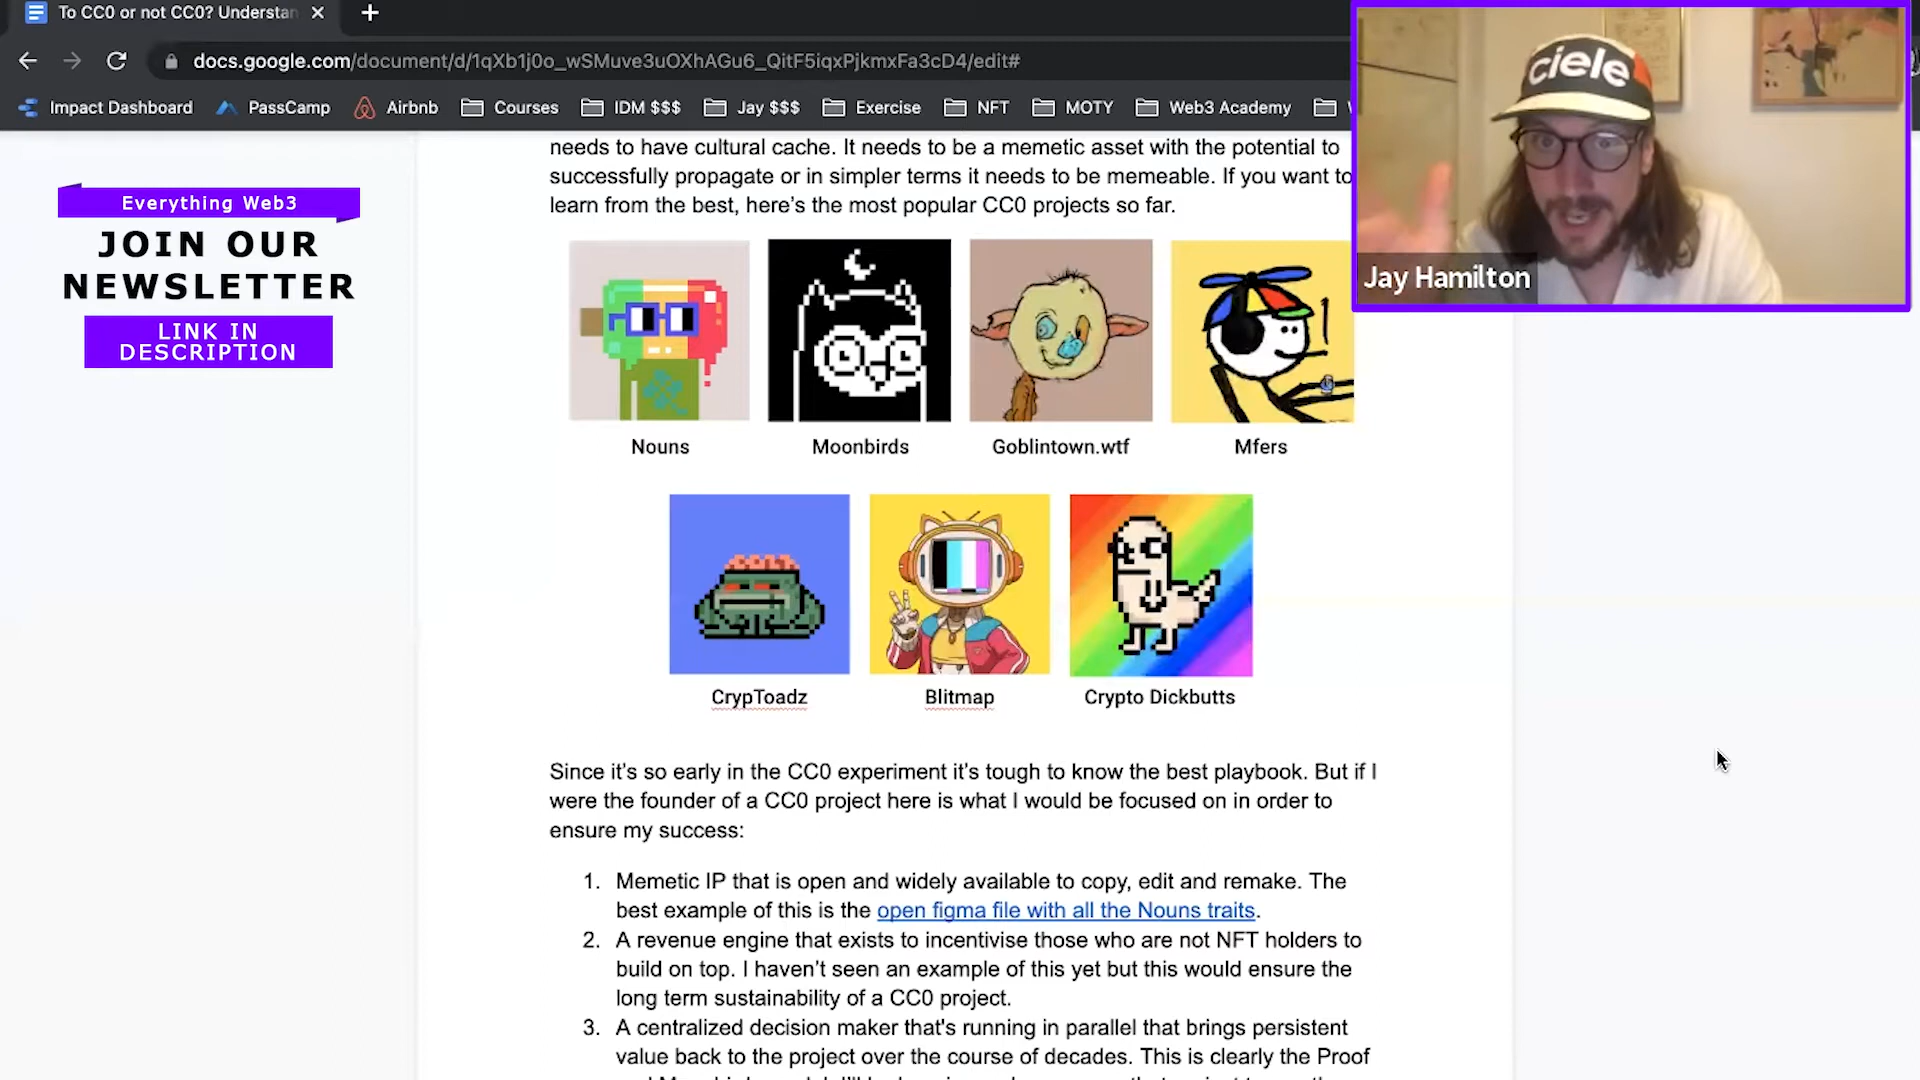 To CC0 or not CC0? Understan
docs.google.com/document/d/1qXb1j0o_wSMuve3uOXhAGu6_QitF5iqxPjkmxFa3cD4/edit#
Impact Dashboard PassCamp Airbnb Courses IDM $$$ Jay $$$ Exercise NFT MOTY Web3 Academy
ciele
Jay Hamilton
Everything Web3
JOIN OUR
NEWSLETTER
LINK IN
DESCRIPTION
needs to have cultural cache. It needs to be a memetic asset with the potential to
successfully propagate or in simpler terms it needs to be memeable. If you want to
learn from the best, here’s the most popular CC0 projects so far.
Nouns Moonbirds Goblintown.wtf Mfers
CrypToadz Blitmap Crypto Dickbutts
Since it’s so early in the CC0 experiment it’s tough to know the best playbook. But if I
were the founder of a CC0 project here is what I would be focused on in order to
ensure my success:
1. Memetic IP that is open and widely available to copy, edit and remake. The
best example of this is the open figma file with all the Nouns traits.
2. A revenue engine that exists to incentivise those who are not NFT holders to
build on top. I haven’t seen an example of this yet but this would ensure the
long term sustainability of a CC0 project.
3. A centralized decision maker that's running in parallel that brings persistent
value back to the project over the course of decades. This is clearly the Proof